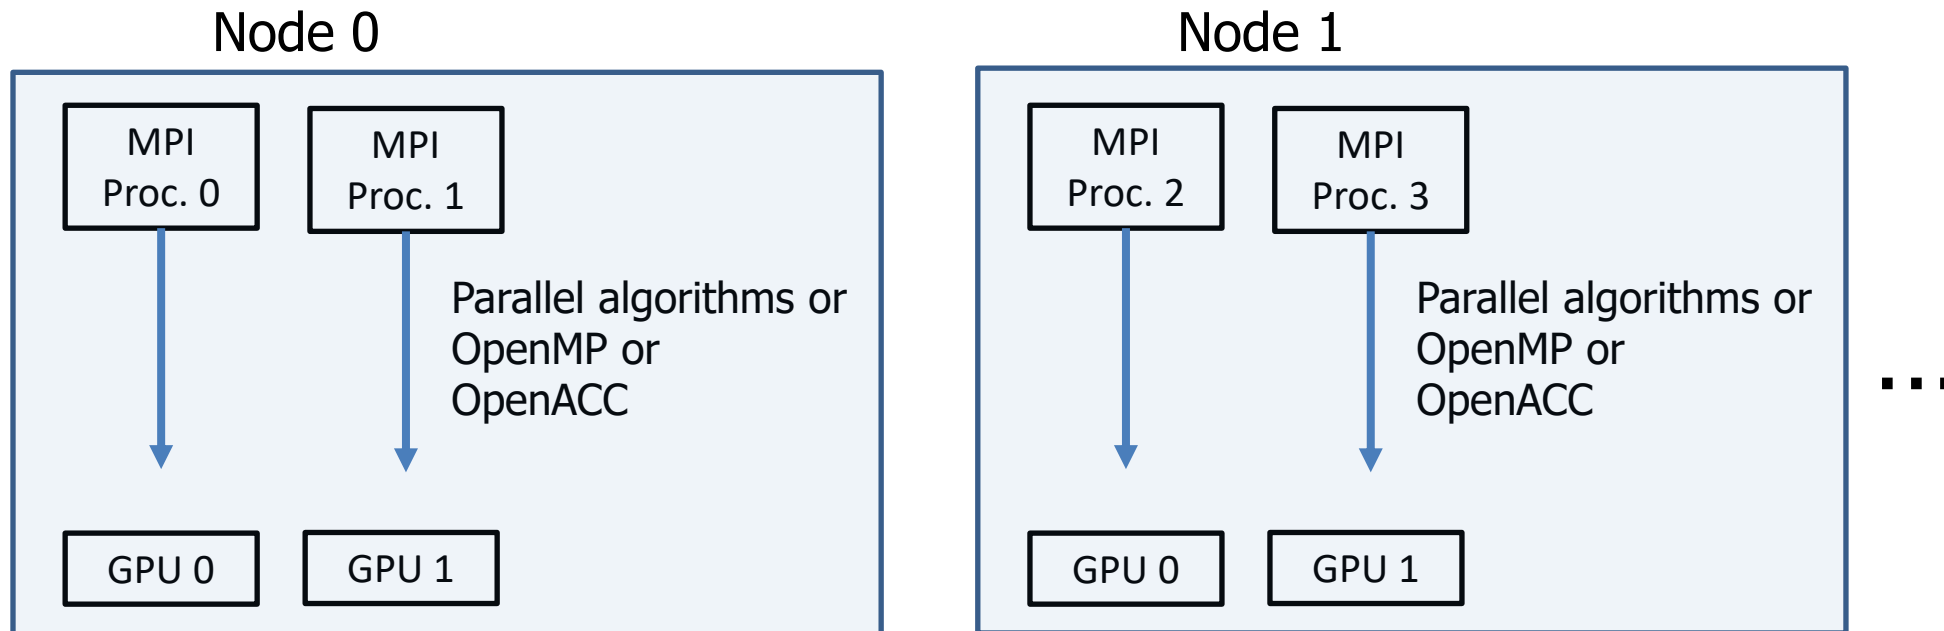 Node 0
MPI
Proc. 0
MPI
Proc. 1
Parallel algorithms or
OpenMP or
OpenACC
GPU 0
GPU 1
Node 1
MPI
Proc. 2
MPI
Proc. 3
Parallel algorithms or
OpenMP or
OpenACC
GPU 0
GPU 1
...